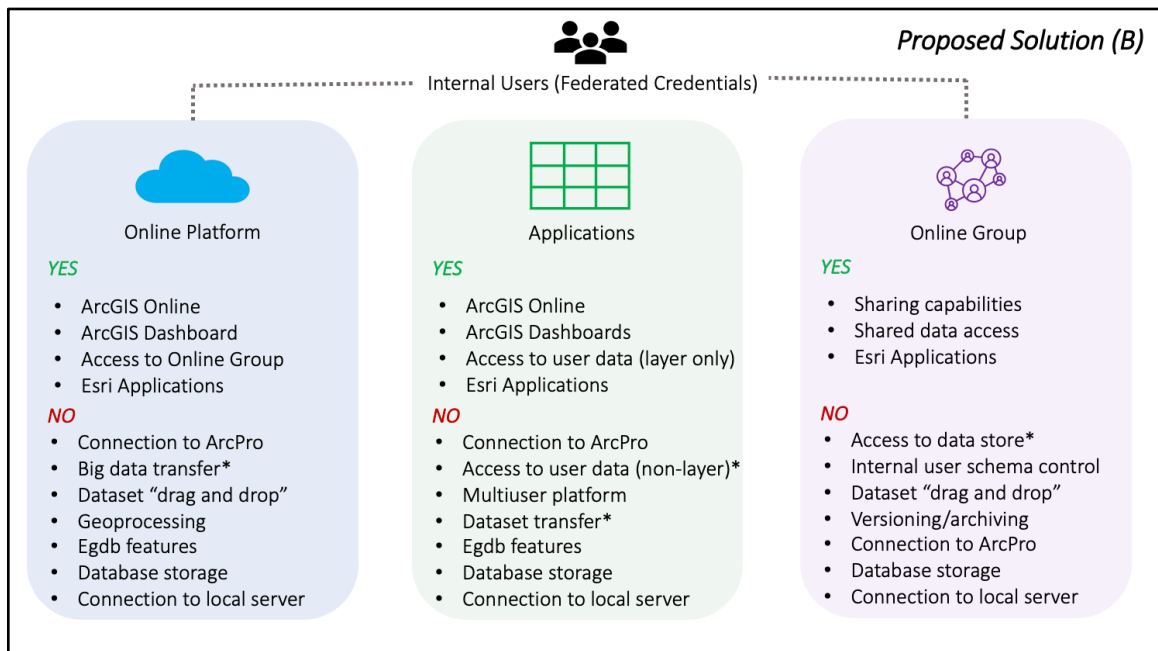 Proposed Solution (B)
Internal Users (Federated Credentials)
Online Platform
YES
• ArcGIS Online
• ArcGIS Dashboard
• Access to Online Group
• Esri Applications
NO
• Connection to ArcPro
• Big data transfer*
• Dataset “drag and drop”
• Geoprocessing
• Egdb features
• Database storage
• Connection to local server
Applications
YES
• ArcGIS Online
• ArcGIS Dashboards
• Access to user data (layer only)
• Esri Applications
NO
• Connection to ArcPro
• Access to user data (non-layer)*
• Multiuser platform
• Dataset transfer*
• Egdb features
• Database storage
• Connection to local server
Online Group
YES
• Sharing capabilities
• Shared data access
• Esri Applications
NO
• Access to data store*
• Internal user schema control
• Dataset “drag and drop”
• Versioning/archiving
• Connection to ArcPro
• Database storage
• Connection to local server